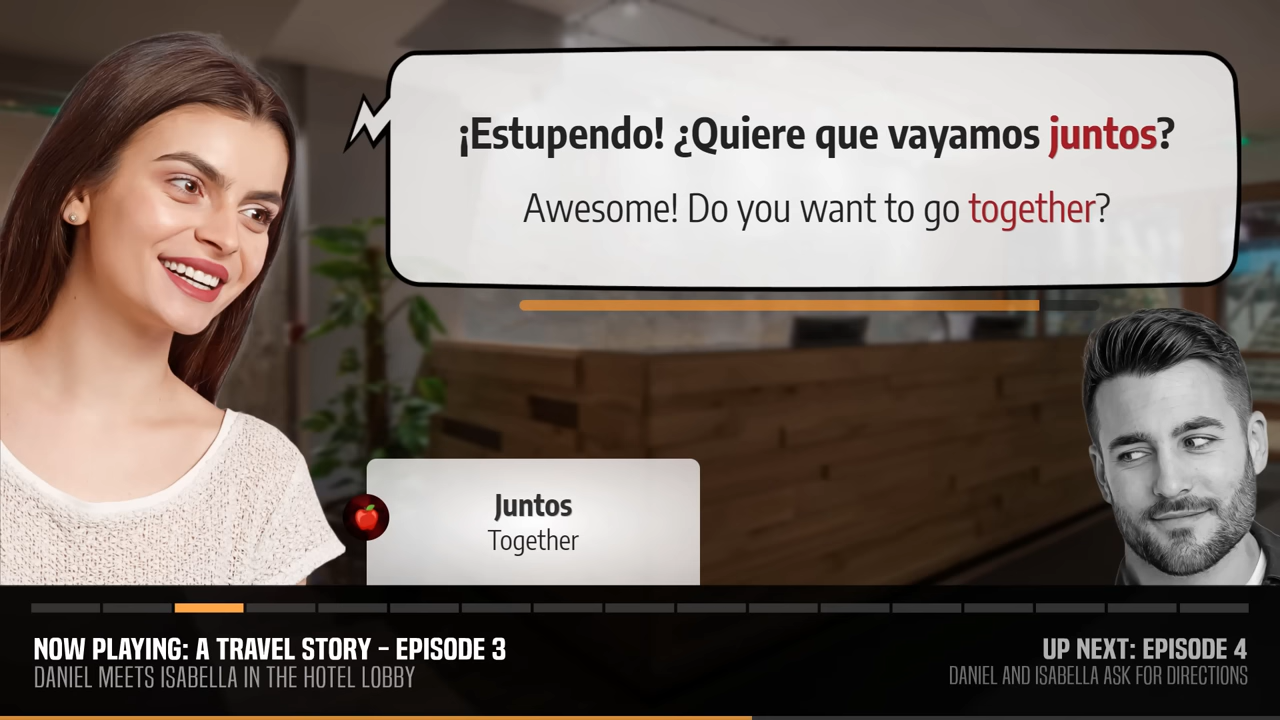 ¡Estupendo! ¿Quiere que vayamos juntos?
Awesome! Do you want to go together?
Juntos
Together
NOW PLAYING: A TRAVEL STORY - EPISODE 3
DANIEL MEETS ISABELLA IN THE HOTEL LOBBY
UP NEXT: EPISODE 4
DANIEL AND ISABELLA ASK FOR DIRECTIONS